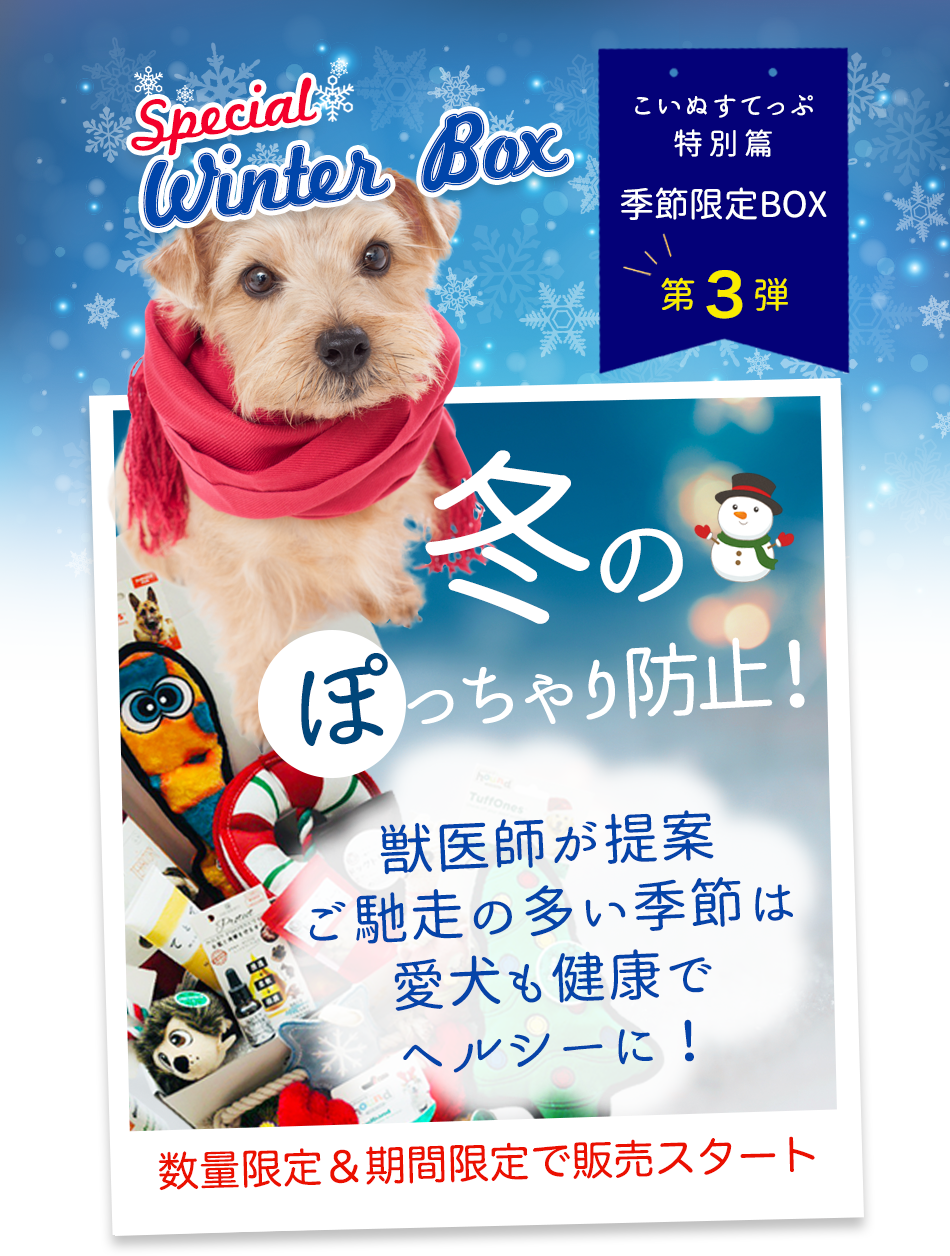 Special
Winter Box
こいぬすてっぷ
特別篇
季節限定BOX
第3弾
冬の
ぽっちゃり防止！
hound
TuffOnes
獣医師が提案
ご馳走の多い季節は
愛犬も健康で
ヘルシーに！
数量限定＆期間限定で販売スタート